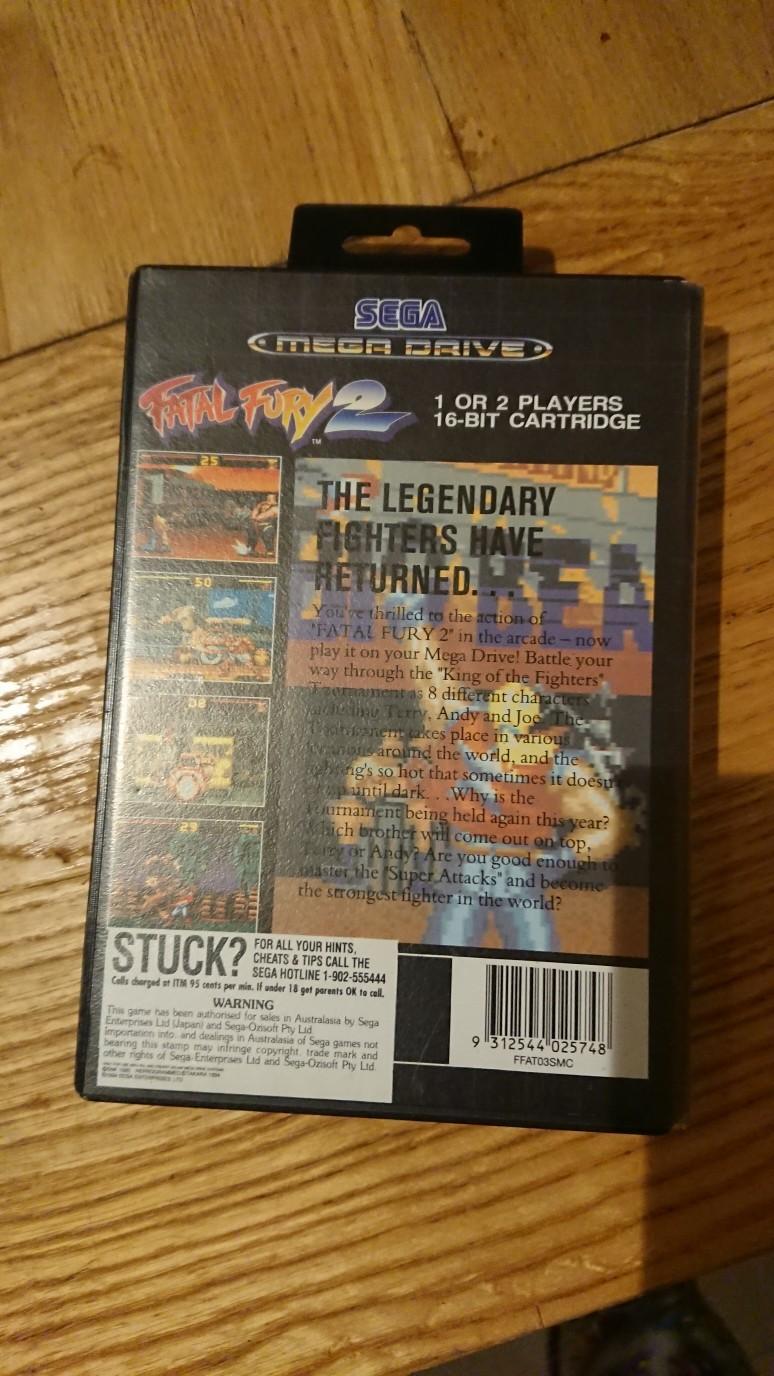 SEGA
MEGA DRIVE
FATAL FURY 2
TM
1 OR 2 PLAYERS
16-BIT CARTRIDGE
25
50
23
THE LEGENDARY
FIGHTERS HAVE
RETURNED. . .
You've thrilled to the action of
"FATAL FURY 2" in the arcade – now
play it on your Mega Drive! Battle your
way through the "King of the Fighters"
Tournament as 8 different characters
including Terry, Andy and Joe. The
Tournament takes place in various
around the world, and the
fighting's so hot that sometimes it doesn't
stop until dark. . .Why is the
Tournament being held again this year?
Which brother will come out on top,
Terry or Andy? Are you good enough to
master the "Super Attacks" and become
the strongest fighter in the world?
STUCK?
FOR ALL YOUR HINTS,
CHEATS & TIPS CALL THE
SEGA HOTLINE 1-902-555444
Calls charged at ITM 95 cents per min. If under 18 get parents OK to call.
WARNING
This game has been authorised for sales in Australasia by Sega
Enterprises Ltd (Japan) and Sega-Ozisoft Pty Ltd.
Importation into, and dealings in Australasia of Sega games not
bearing this stamp may infringe copyright, trade mark and
other rights of Sega Enterprises Ltd and Sega-Ozisoft Pty Ltd.
9 312544 025748
FFAT03SMC